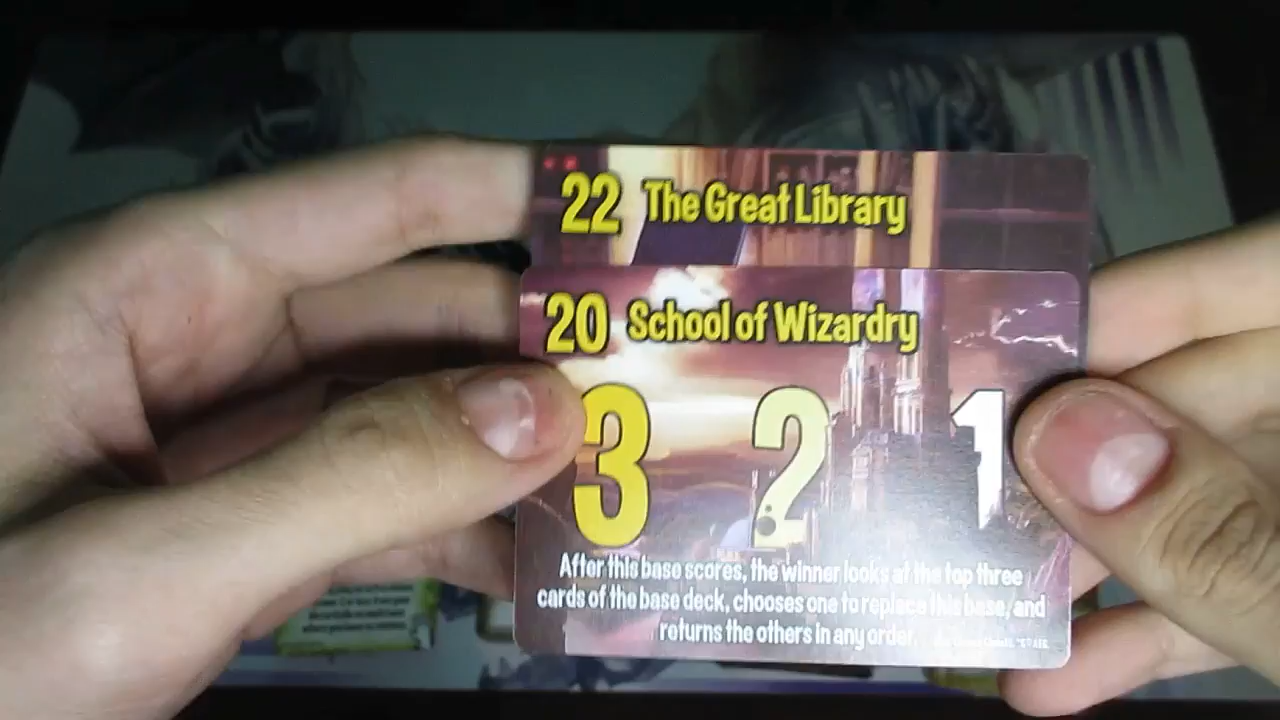 22 The Great Library
20 School of Wizardry
3 2 1
After this base scores, the winner looks at the top three
cards of the base deck, chooses one to replace this base, and
returns the others in any order.